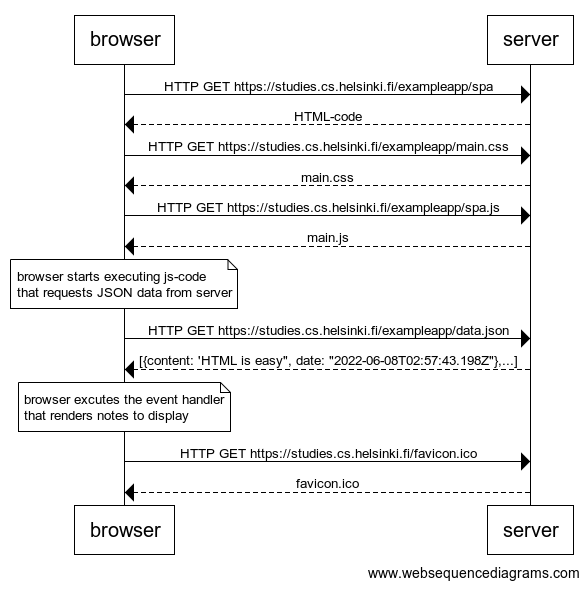 browser
server
HTTP GET https://studies.cs.helsinki.fi/exampleapp/spa
HTML-code
HTTP GET https://studies.cs.helsinki.fi/exampleapp/main.css
main.css
HTTP GET https://studies.cs.helsinki.fi/exampleapp/spa.js
main.js
browser starts executing js-code
that requests JSON data from server
HTTP GET https://studies.cs.helsinki.fi/exampleapp/data.json
[{content: 'HTML is easy", date: "2022-06-08T02:57:43.198Z"},...]
browser excutes the event handler
that renders notes to display
HTTP GET https://studies.cs.helsinki.fi/favicon.ico
favicon.ico
browser
server
www.websequencediagrams.com